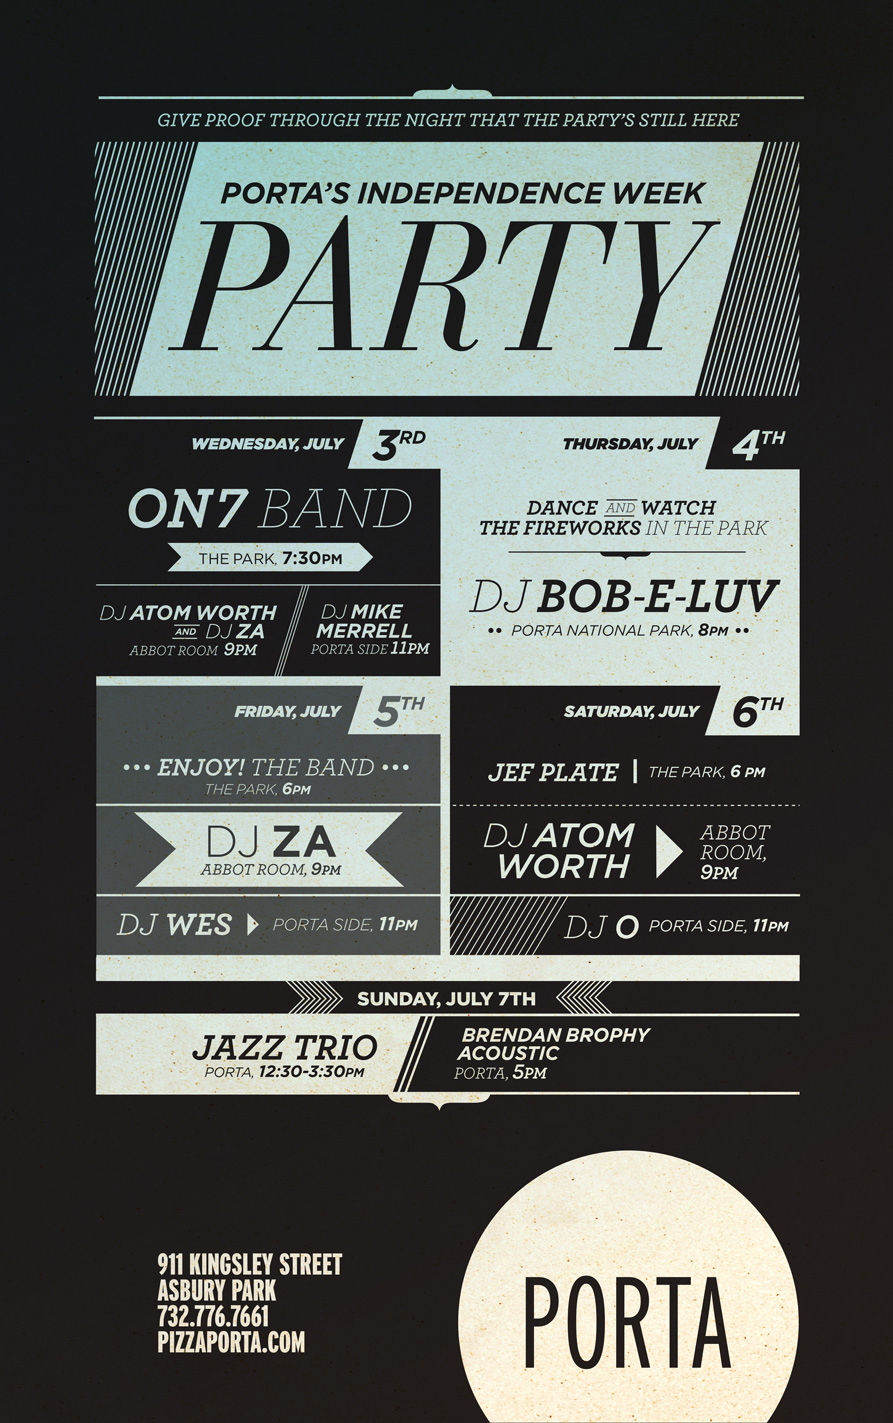 GIVE PROOF THROUGH THE NIGHT THAT THE PARTY'S STILL HERE
PORTA'S INDEPENDENCE WEEK
PARTY
WEDNESDAY, JULY 3RD
ON7 BAND
THE PARK, 7:30PM
DJ ATOM WORTH
AND DJ ZA
ABBOT ROOM 9PM
DJ MIKE
MERRELL
PORTA SIDE 11PM
THURSDAY, JULY 4TH
DANCE AND WATCH
THE FIREWORKS IN THE PARK
DJ BOB-E-LUV
•• PORTA NATIONAL PARK, 8PM ••
FRIDAY, JULY 5TH
••• ENJOY! THE BAND •••
THE PARK, 6PM
DJ ZA
ABBOT ROOM, 9PM
DJ WES PORTA SIDE, 11PM
SATURDAY, JULY 6TH
JEF PLATE | THE PARK, 6 PM
DJ ATOM
WORTH
ABBOT
ROOM,
9PM
DJ O PORTA SIDE, 11PM
SUNDAY, JULY 7TH
JAZZ TRIO
PORTA, 12:30-3:30PM
BRENDAN BROPHY
ACOUSTIC
PORTA, 5PM
911 KINGSLEY STREET
ASBURY PARK
732.776.7661
PIZZAPORTA.COM
PORTA